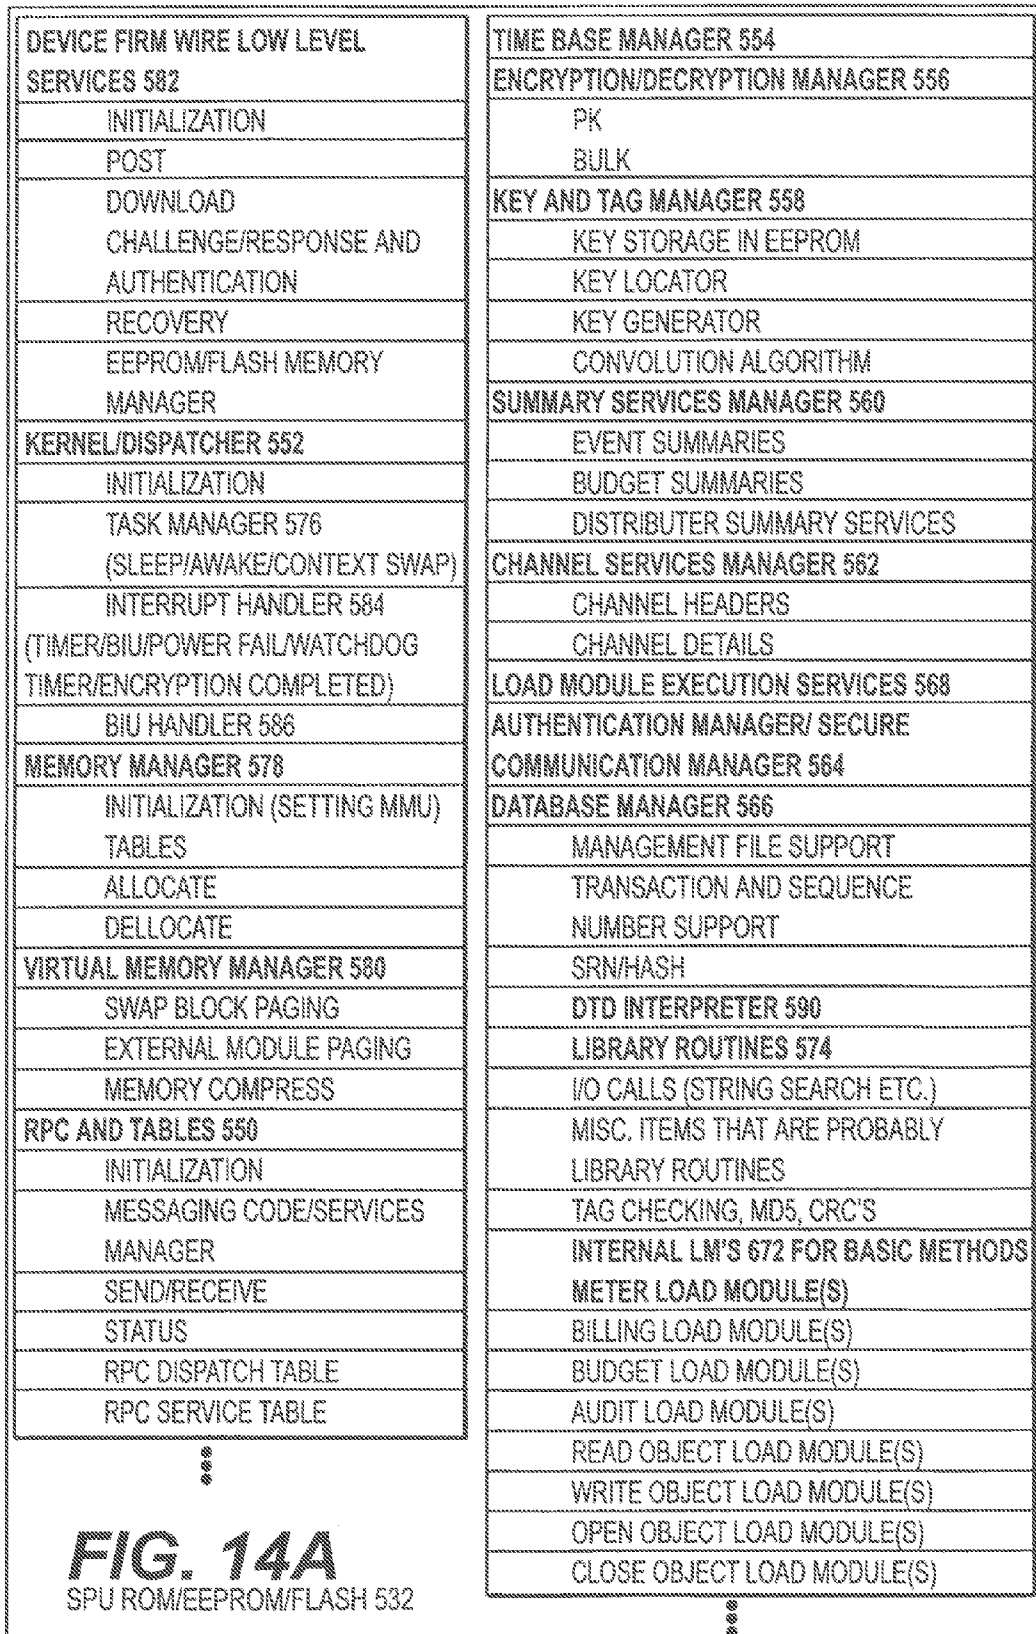 DEVICE FIRM WIRE LOW LEVEL
SERVICES 582
INITIALIZATION
POST
DOWNLOAD
CHALLENGE/RESPONSE AND
AUTHENTICATION
RECOVERY
EEPROM/FLASH MEMORY
MANAGER
KERNEL/DISPATCHER 552
INITIALIZATION
TASK MANAGER 576
(SLEEP/AWAKE/CONTEXT SWAP)
INTERRUPT HANDLER 584
(TIMER/BIU/POWER FAIL/WATCHDOG
TIMER/ENCRYPTION COMPLETED)
BIU HANDLER 586
MEMORY MANAGER 578
INITIALIZATION (SETTING MMU)
TABLES
ALLOCATE
DELLOCATE
VIRTUAL MEMORY MANAGER 580
SWAP BLOCK PAGING
EXTERNAL MODULE PAGING
MEMORY COMPRESS
RPC AND TABLES 550
INITIALIZATION
MESSAGING CODE/SERVICES
MANAGER
SEND/RECEIVE
STATUS
RPC DISPATCH TABLE
RPC SERVICE TABLE
TIME BASE MANAGER 554
ENCRYPTION/DECRYPTION MANAGER 556
PK
BULK
KEY AND TAG MANAGER 558
KEY STORAGE IN EEPROM
KEY LOCATOR
KEY GENERATOR
CONVOLUTION ALGORITHM
SUMMARY SERVICES MANAGER 560
EVENT SUMMARIES
BUDGET SUMMARIES
DISTRIBUTER SUMMARY SERVICES
CHANNEL SERVICES MANAGER 562
CHANNEL HEADERS
CHANNEL DETAILS
LOAD MODULE EXECUTION SERVICES 568
AUTHENTICATION MANAGER/ SECURE
COMMUNICATION MANAGER 564
DATABASE MANAGER 566
MANAGEMENT FILE SUPPORT
TRANSACTION AND SEQUENCE
NUMBER SUPPORT
SRN/HASH
DTD INTERPRETER 590
LIBRARY ROUTINES 574
I/O CALLS (STRING SEARCH ETC.)
MISC. ITEMS THAT ARE PROBABLY
LIBRARY ROUTINES
TAG CHECKING, MD5, CRC'S
INTERNAL LM'S 672 FOR BASIC METHODS
METER LOAD MODULE(S)
BILLING LOAD MODULE(S)
BUDGET LOAD MODULE(S)
AUDIT LOAD MODULE(S)
READ OBJECT LOAD MODULE(S)
WRITE OBJECT LOAD MODULE(S)
OPEN OBJECT LOAD MODULE(S)
CLOSE OBJECT LOAD MODULE(S)
FIG. 14A
SPU ROM/EEPROM/FLASH 532